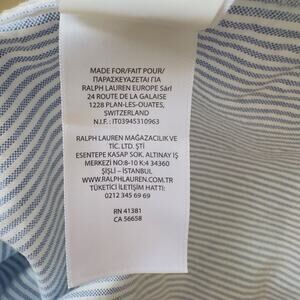 MADE FOR/FAIT POUR/
ΠΑΡΑΣΚΕΥΑΖΕΤΑΙ ΓΙΑ
RALPH LAUREN EUROPE Sàrl
24 ROUTE DE LA GALAISE
1228 PLAN-LES-OUATES,
SWITZERLAND
N.I.F.: IT03945310963
RALPH LAUREN MAĞAZACILIK VE
TİC. LTD. ŞTİ
ESENTEPE KASAP SOK. ALTINAY İŞ
MERKEZİ NO:8-10 K:4 34360
ŞİŞLİ – İSTANBUL
WWW.RALPHLAUREN.COM.TR
TÜKETİCİ İLETİŞİM HATTI:
0212 345 69 69
RN 41381
CA 56658